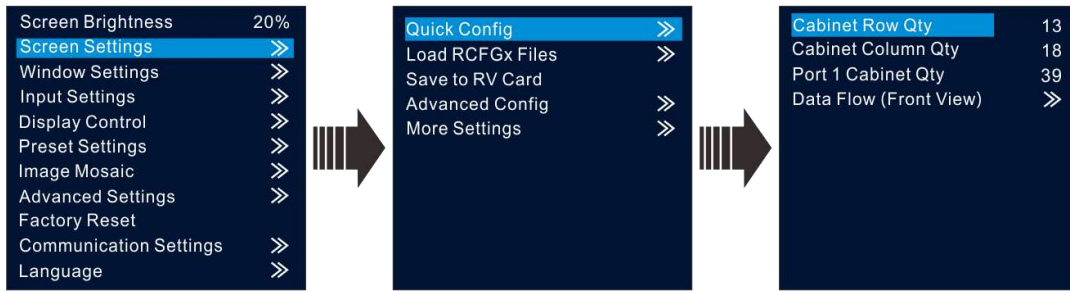 Screen Brightness 20%
Screen Settings
Window Settings
Input Settings
Display Control
Preset Settings
Image Mosaic
Advanced Settings
Factory Reset
Communication Settings
Language
Quick Config
Load RCFGx Files
Save to RV Card
Advanced Config
More Settings
Cabinet Row Qty 13
Cabinet Column Qty 18
Port 1 Cabinet Qty 39
Data Flow (Front View)